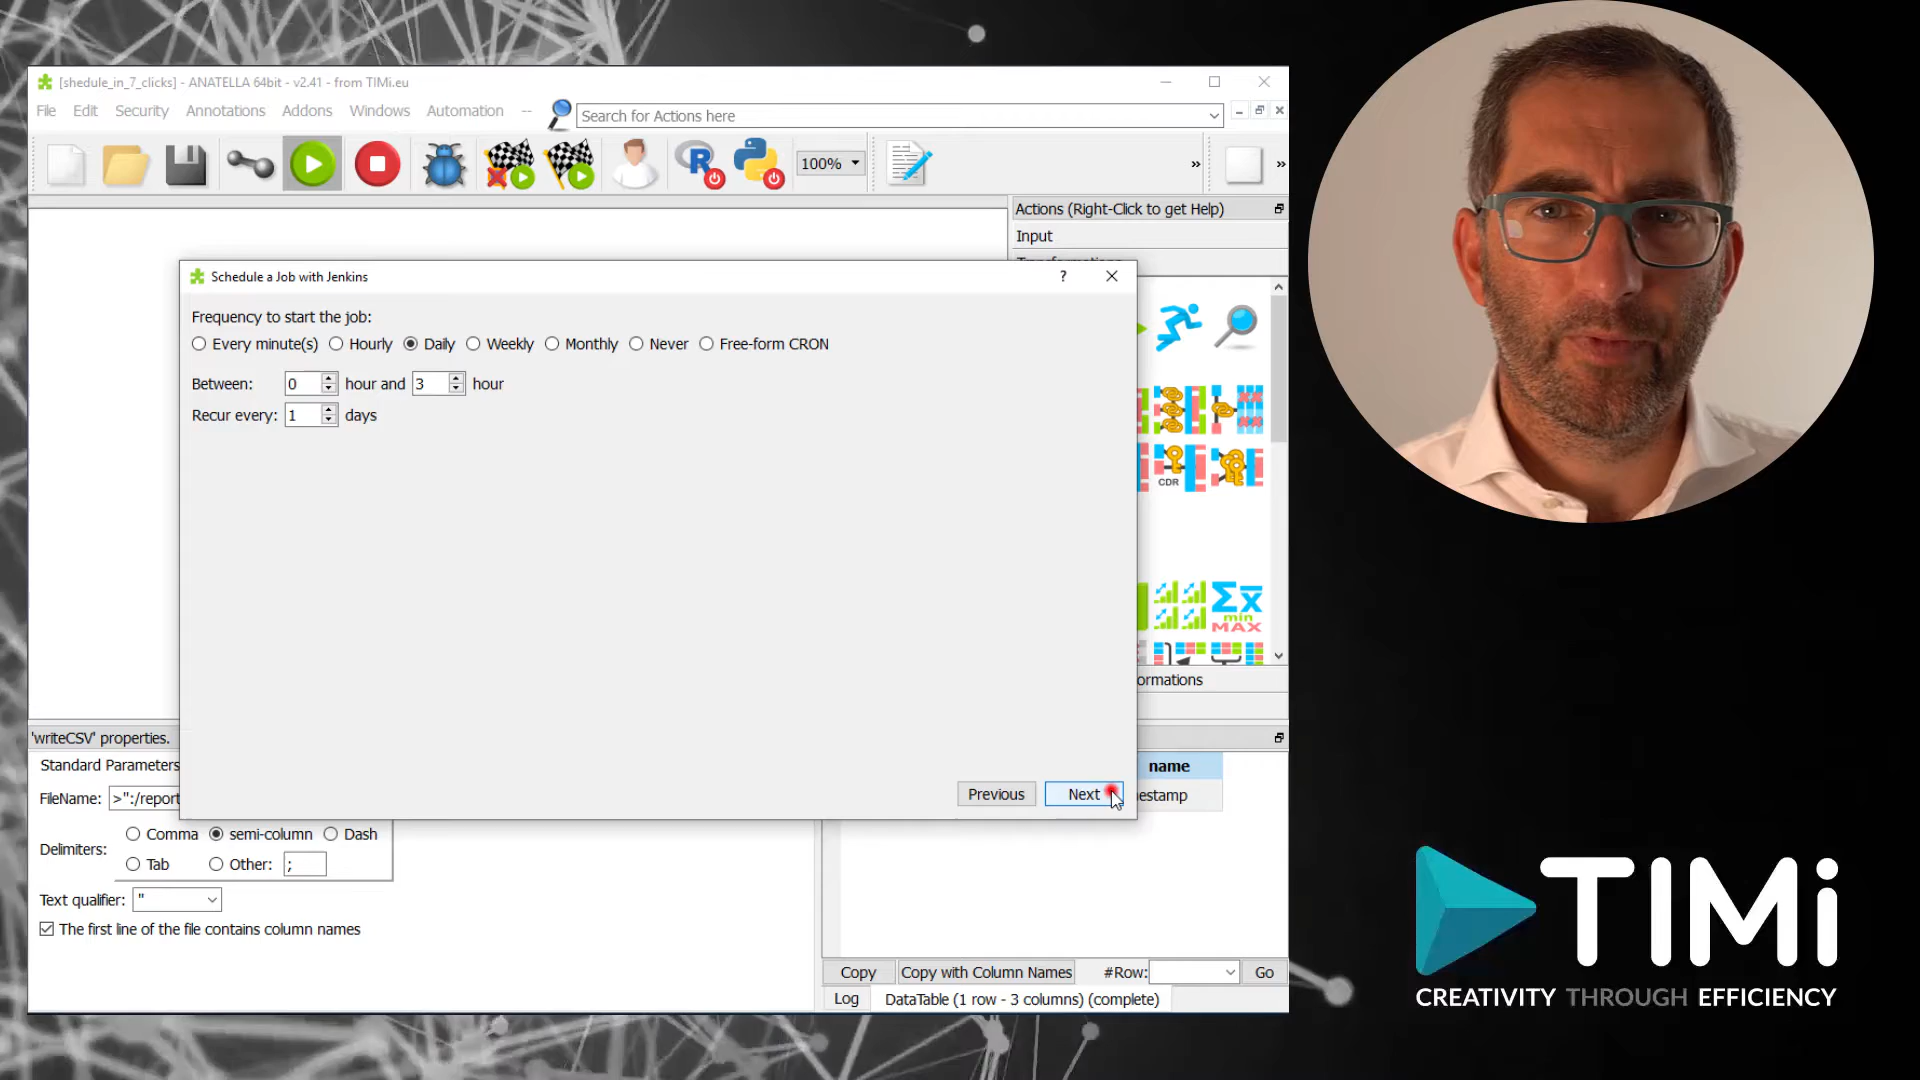 [shedule_in_7_clicks] - ANATELLA 64bit - v2.41 - from TIMi.eu
File Edit Security Annotations Addons Windows Automation -- Search for Actions here
100%
Actions (Right-Click to get Help)
Input
Schedule a Job with Jenkins
?
Frequency to start the job:
Every minute(s) Hourly Daily Weekly Monthly Never Free-form CRON
Between: 0 hour and 3 hour
Recur every: 1 days
CDR
Σx
min
MAX
ormations
Previous Next
'writeCSV' properties.
Standard Parameters
FileName: >":/report
Delimiters:
Comma semi-column Dash
Tab Other: ;
Text qualifier: "
The first line of the file contains column names
name
estamp
Copy Copy with Column Names #Row: Go
Log DataTable (1 row - 3 columns) (complete)
TIMi
CREATIVITY THROUGH EFFICIENCY